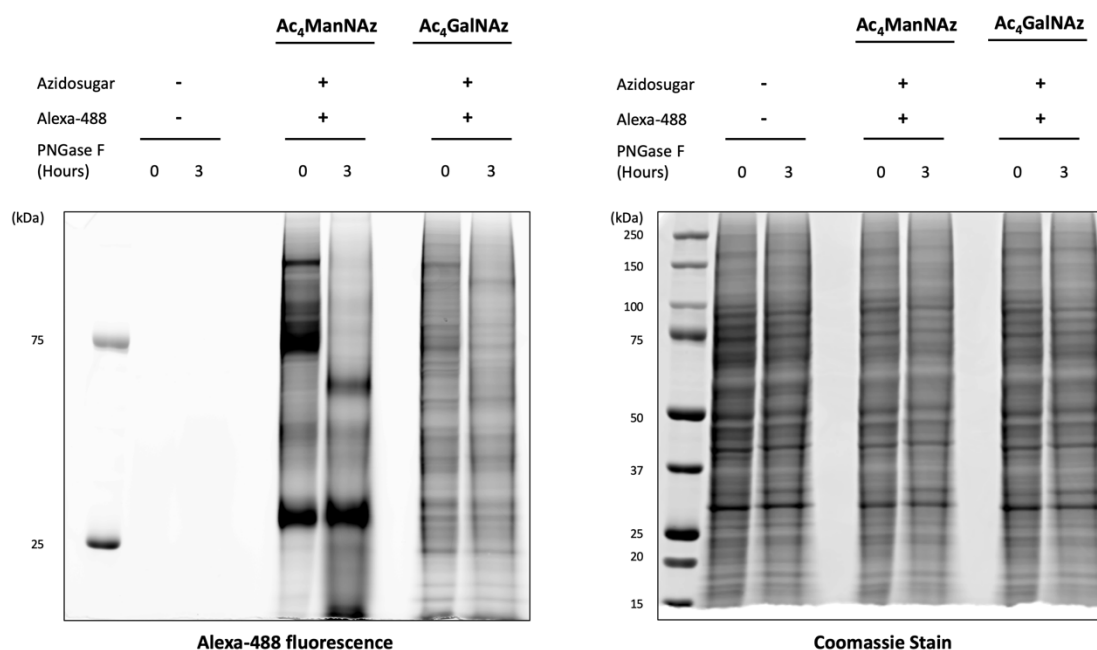 Ac₄ManNAz Ac₄GalNAz
Azidosugar - + +
Alexa-488 - + +
PNGase F
(Hours) 0 3 0 3 0 3
(kDa)
75
25
Alexa-488 fluorescence
Ac₄ManNAz Ac₄GalNAz
Azidosugar - + +
Alexa-488 - + +
PNGase F
(Hours) 0 3 0 3 0 3
(kDa)
250
150
100
75
50
37
25
20
15
Coomassie Stain